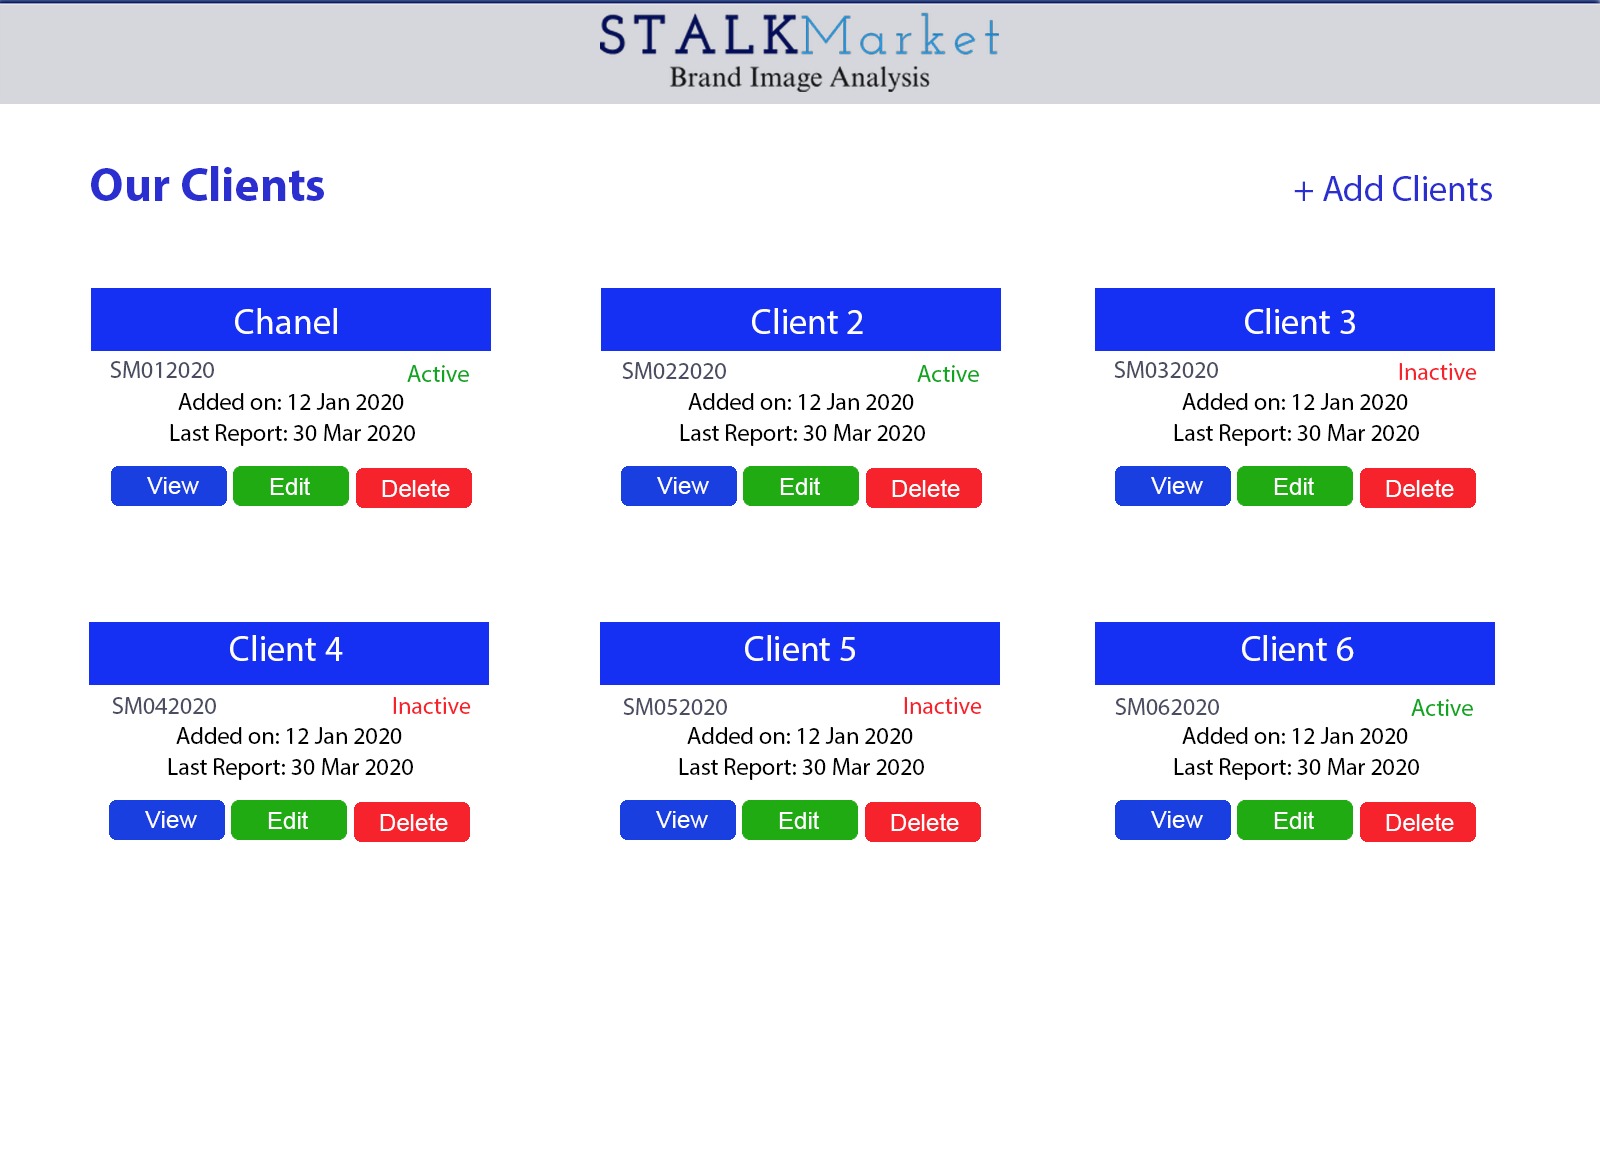 STALKMarket
Brand Image Analysis
Our Clients
+ Add Clients
Chanel
SM012020 Active
Added on: 12 Jan 2020
Last Report: 30 Mar 2020
View Edit Delete
Client 2
SM022020 Active
Added on: 12 Jan 2020
Last Report: 30 Mar 2020
View Edit Delete
Client 3
SM032020 Inactive
Added on: 12 Jan 2020
Last Report: 30 Mar 2020
View Edit Delete
Client 4
SM042020 Inactive
Added on: 12 Jan 2020
Last Report: 30 Mar 2020
View Edit Delete
Client 5
SM052020 Inactive
Added on: 12 Jan 2020
Last Report: 30 Mar 2020
View Edit Delete
Client 6
SM062020 Active
Added on: 12 Jan 2020
Last Report: 30 Mar 2020
View Edit Delete